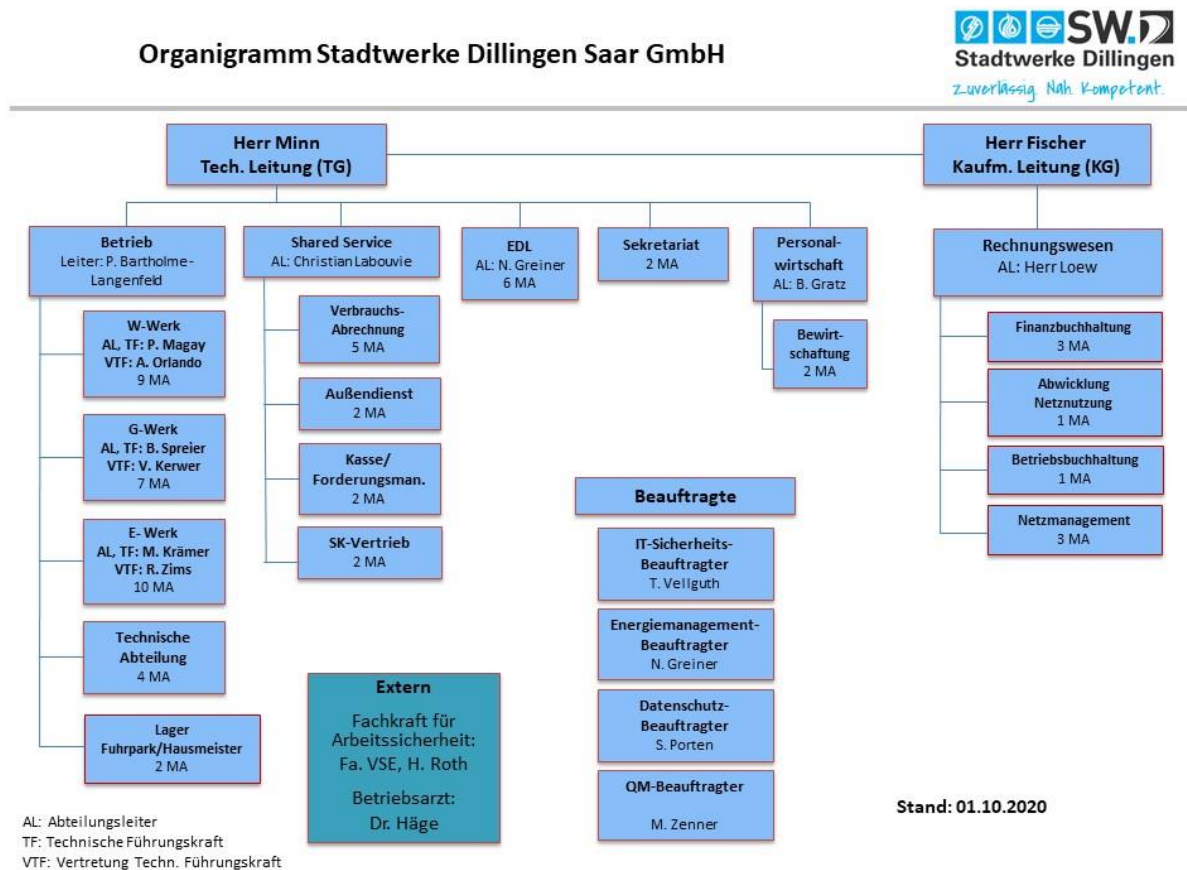 Organigramm Stadtwerke Dillingen Saar GmbH
SW.D
Stadtwerke Dillingen
zuverlässig. Nah. Kompetent.
Herr Minn
Tech. Leitung (TG)
Herr Fischer
Kaufm. Leitung (KG)
Betrieb
Leiter: P. Bartholme-
Langenfeld
Shared Service
AL: Christian Labouvie
EDL
AL: N. Greiner
6 MA
Sekretariat
2 MA
Personal-
wirtschaft
AL: B. Gratz
Rechnungswesen
AL: Herr Loew
W-Werk
AL, TF: P. Magay
VTF: A. Orlando
9 MA
G-Werk
AL, TF: B. Spreier
VTF: V. Kerwer
7 MA
E- Werk
AL, TF: M. Krämer
VTF: R. Zims
10 MA
Technische
Abteilung
4 MA
Lager
Fuhrpark/Hausmeister
2 MA
Verbrauchs-
Abrechnung
5 MA
Außendienst
2 MA
Kasse/
Forderungsman.
2 MA
SK-Vertrieb
2 MA
Bewirt-
schaftung
2 MA
Finanzbuchhaltung
3 MA
Abwicklung
Netznutzung
1 MA
Betriebsbuchhaltung
1 MA
Netzmanagement
3 MA
Beauftragte
IT-Sicherheits-
Beauftragter
T. Vellguth
Energiemanagement-
Beauftragter
N. Greiner
Datenschutz-
Beauftragter
S. Porten
QM-Beauftragter
M. Zenner
Extern
Fachkraft für
Arbeitssicherheit:
Fa. VSE, H. Roth
Betriebsarzt:
Dr. Häge
Stand: 01.10.2020
AL: Abteilungsleiter
TF: Technische Führungskraft
VTF: Vertretung Techn. Führungskraft